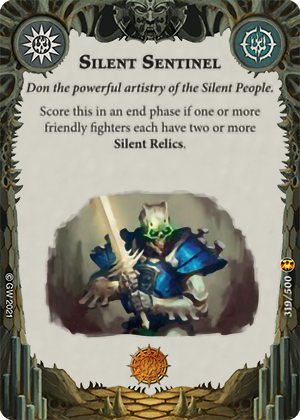 SILENT SENTINEL
Don the powerful artistry of the Silent People.
Score this in an end phase if one or more
friendly fighters each have two or more
Silent Relics.
© GW 2021
319/500